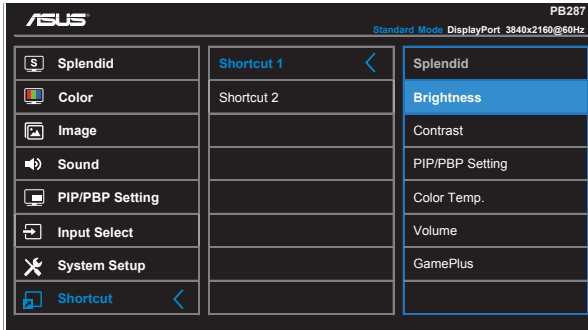 ASUS
PB287
Standard Mode DisplayPort 3840x2160@60Hz
S Splendid
Color
Image
Sound
PIP/PBP Setting
Input Select
System Setup
Shortcut
Shortcut 1
Shortcut 2
Splendid
Brightness
Contrast
PIP/PBP Setting
Color Temp.
Volume
GamePlus